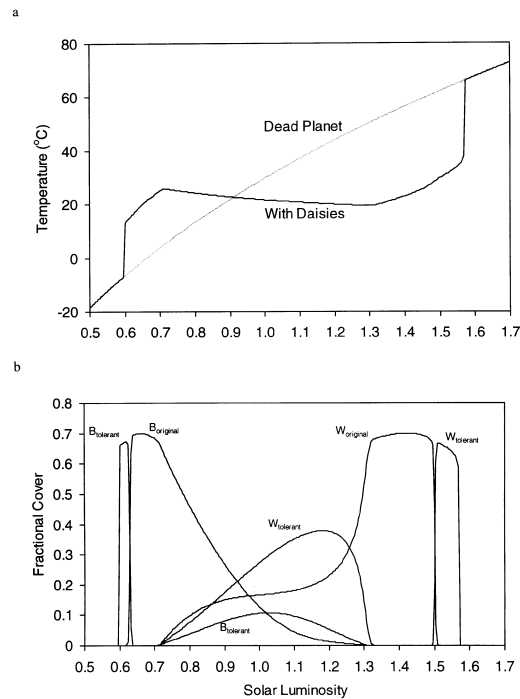 a
80
60
40
20
0
-20
Temperature (°C)
Dead Planet
With Daisies
0.5 0.6 0.7 0.8 0.9 1.0 1.1 1.2 1.3 1.4 1.5 1.6 1.7
b
0.8
0.7
0.6
0.5
0.4
0.3
0.2
0.1
0
Fractional Cover
Btolerant
Boriginal
Woriginal
Wtolerant
Wtolerant
Btolerant
0.5 0.6 0.7 0.8 0.9 1.0 1.1 1.2 1.3 1.4 1.5 1.6 1.7
Solar Luminosity